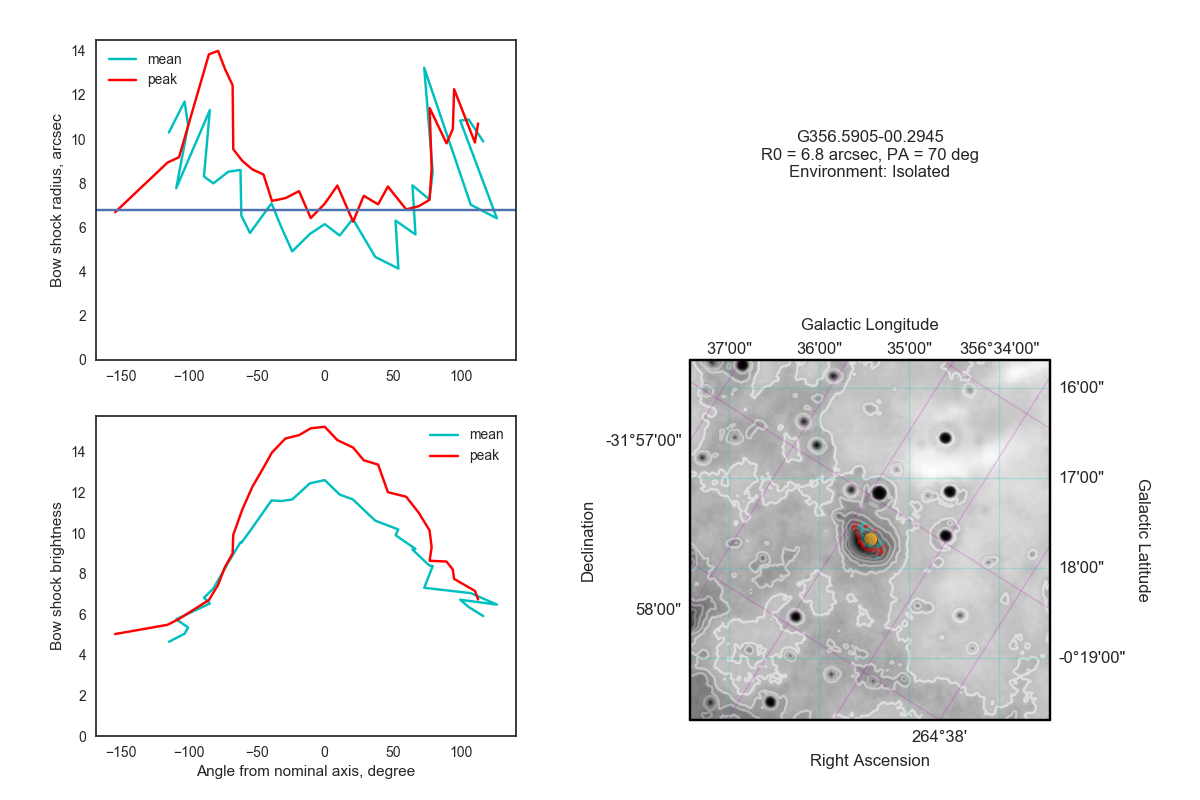 14
12
10
8
6
4
2
0
mean
peak
Bow shock radius, arcsec
−150
−100
−50
0
50
100
14
12
10
8
6
4
2
0
mean
peak
Bow shock brightness
−150
−100
−50
0
50
100
Angle from nominal axis, degree
G356.5905-00.2945
R0 = 6.8 arcsec, PA = 70 deg
Environment: Isolated
Galactic Longitude
37'00" 36'00" 35'00" 356°34'00"
16'00"
-31°57'00"
17'00"
Galactic Latitude
Declination
18'00"
58'00"
-0°19'00"
264°38'
Right Ascension